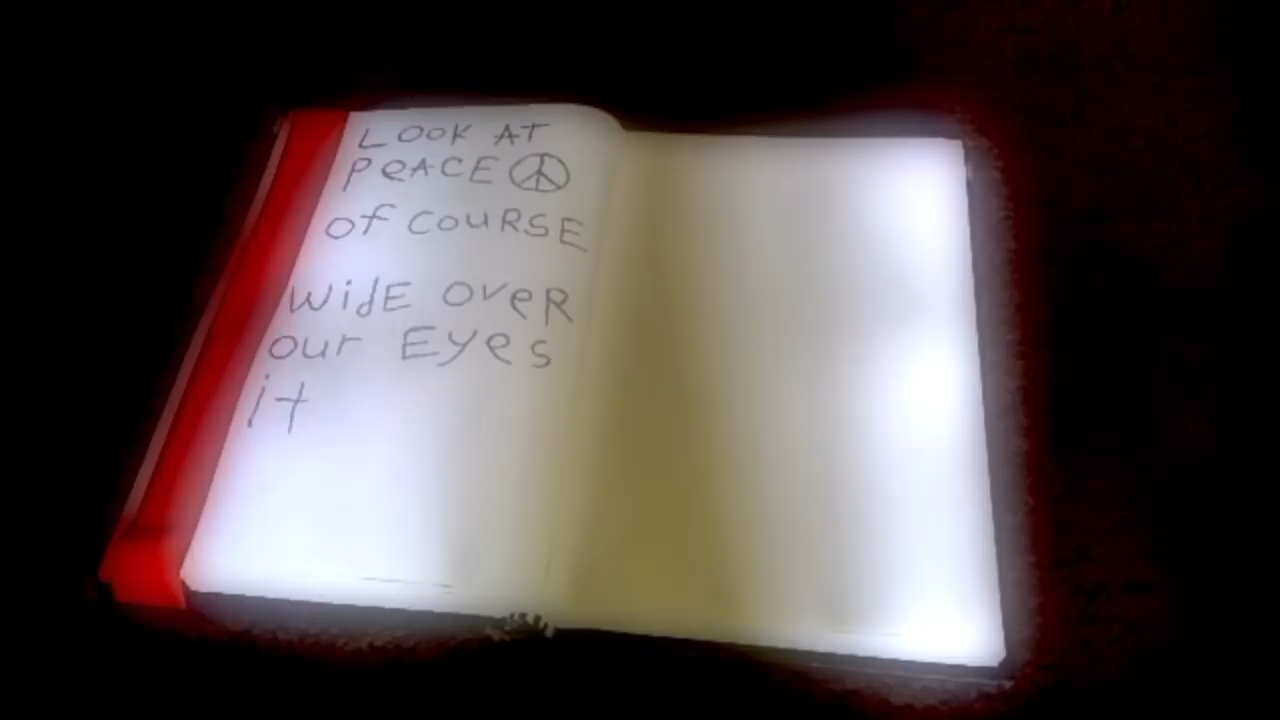 LOOK AT
PeACE ☮
of COURSE
WidE OveR
our Eyes
it